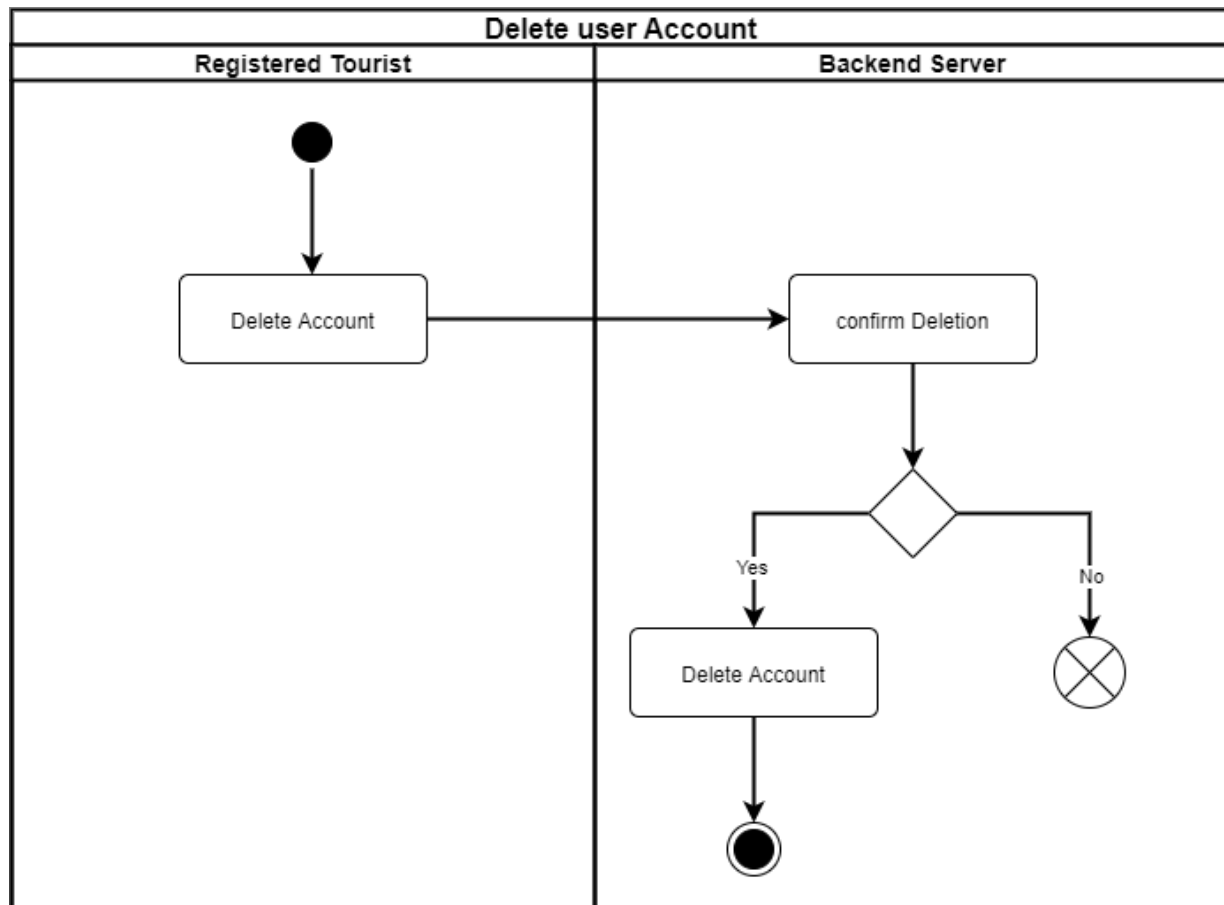 Delete user Account
Registered Tourist
Backend Server
Delete Account
confirm Deletion
Yes
No
Delete Account